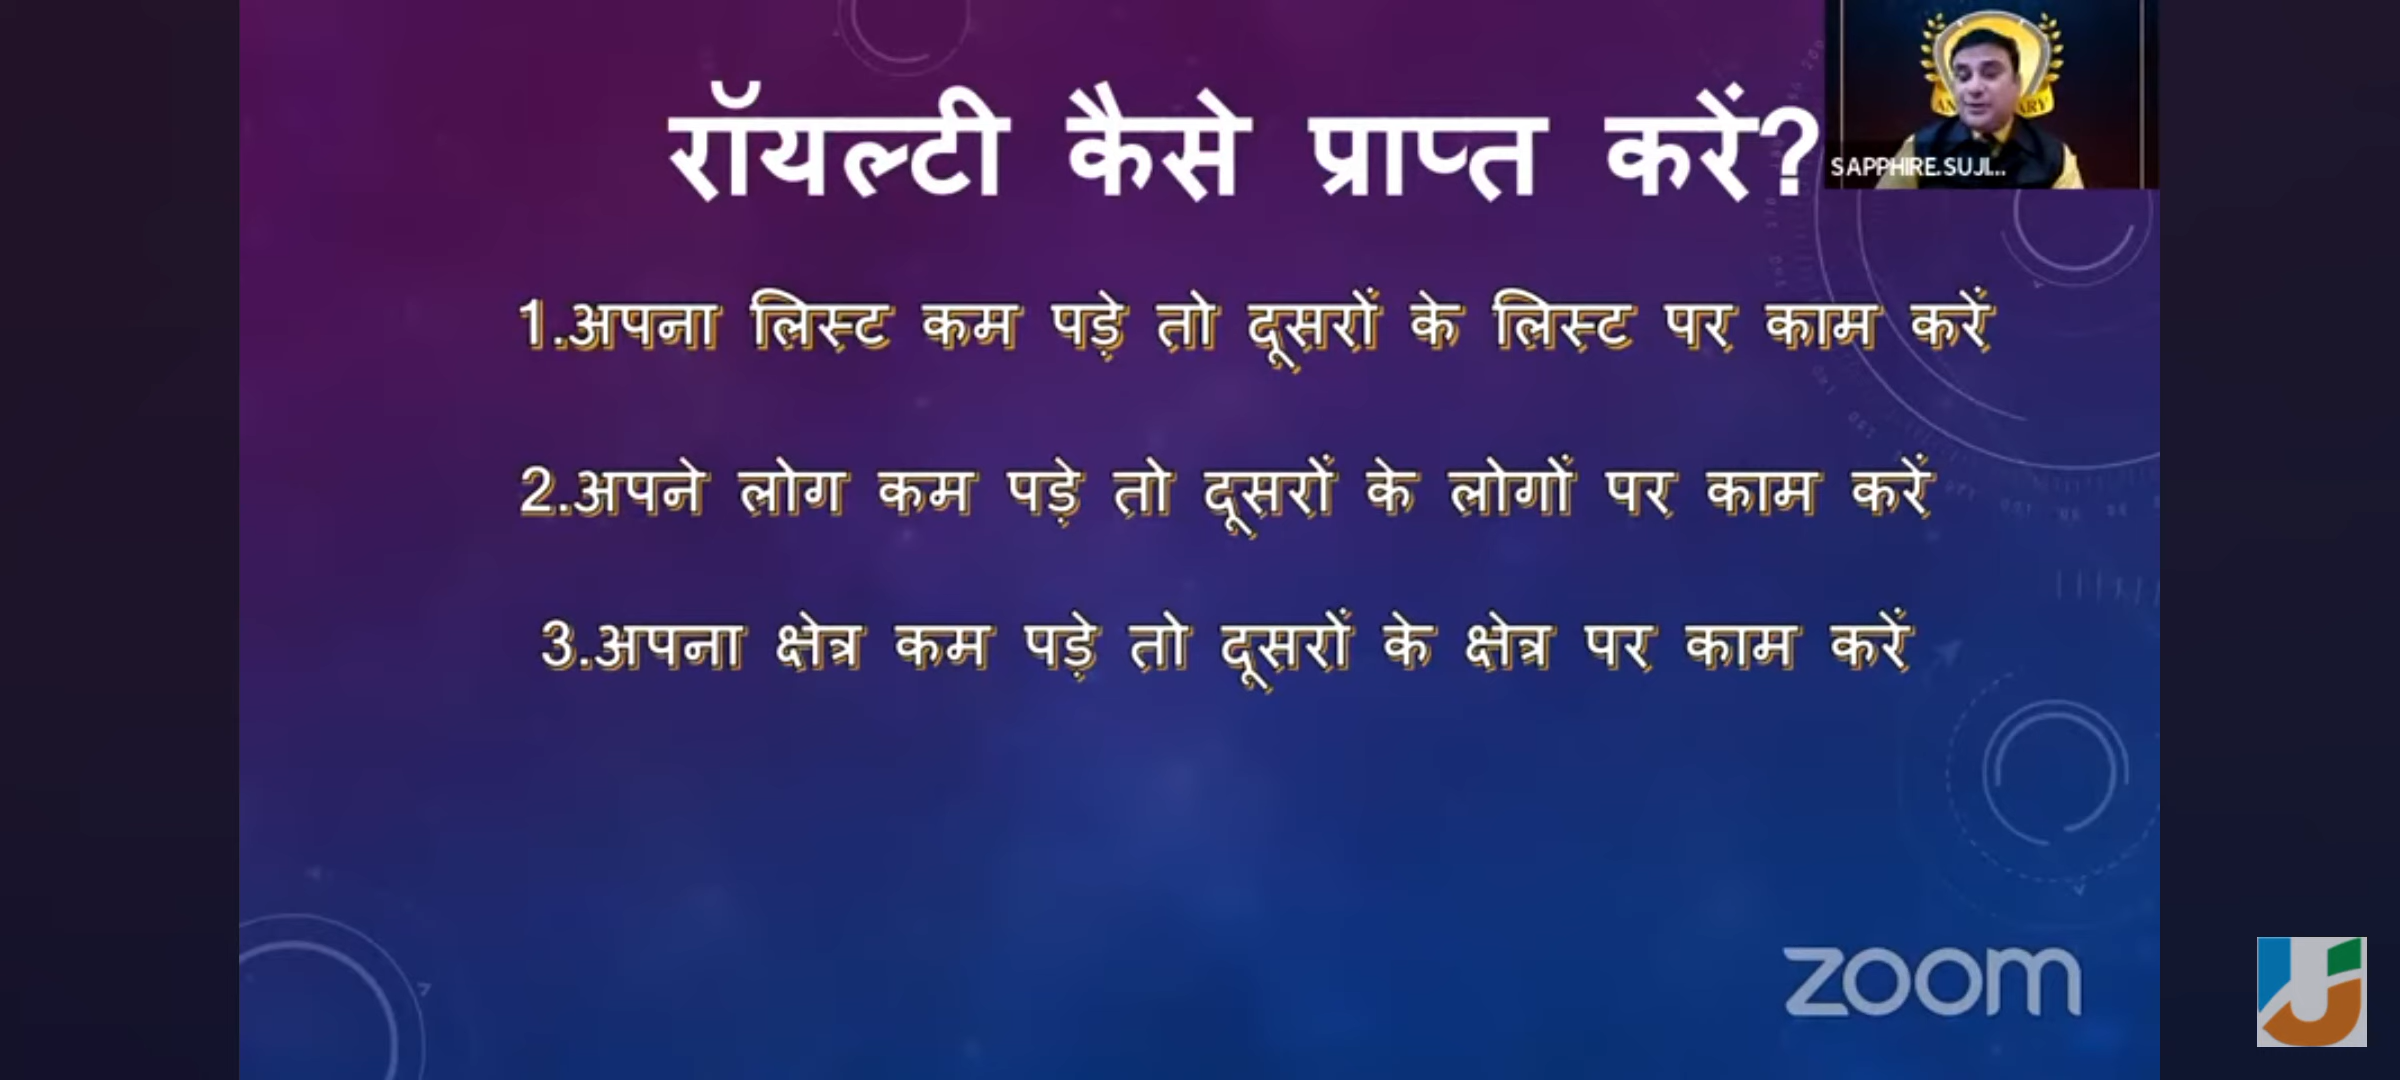 रॉयल्टी कैसे प्राप्त करें?
SAPPHIRE.SUJI...
1.अपना लिस्ट कम पड़े तो दूसरों के लिस्ट पर काम करें
2.अपने लोग कम पड़े तो दूसरों के लोगों पर काम करें
3.अपना क्षेत्र कम पड़े तो दूसरों के क्षेत्र पर काम करें
zoom